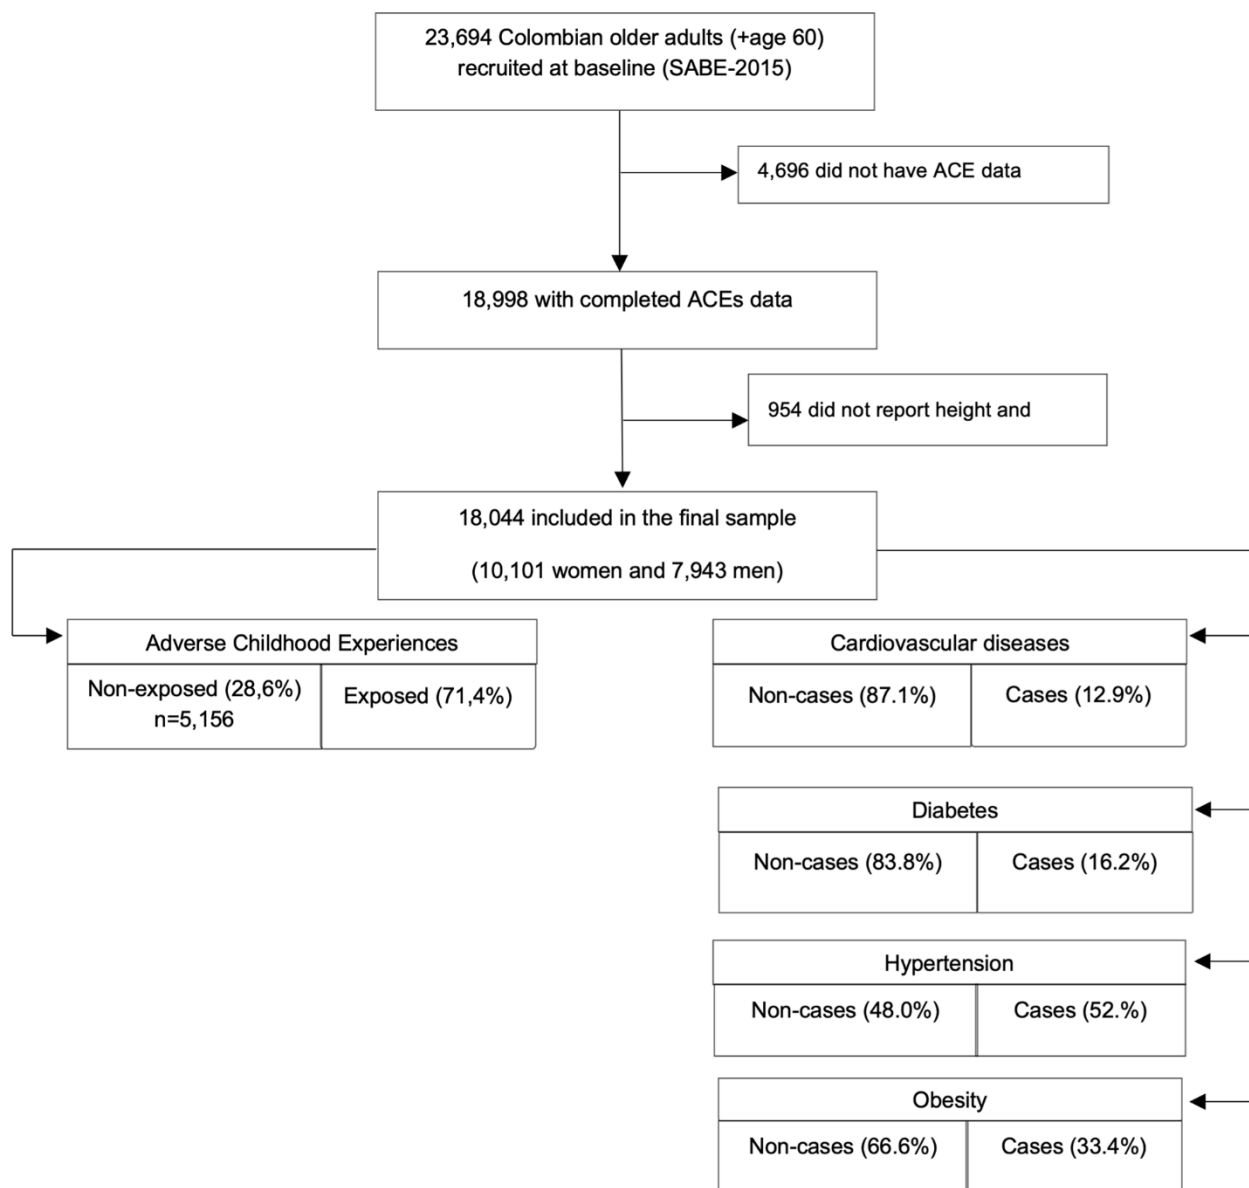 23,694 Colombian older adults (+age 60)
recruited at baseline (SABE-2015)
4,696 did not have ACE data
18,998 with completed ACEs data
954 did not report height and
18,044 included in the final sample
(10,101 women and 7,943 men)
Adverse Childhood Experiences
Non-exposed (28,6%)
n=5,156
Exposed (71,4%)
Cardiovascular diseases
Non-cases (87.1%)
Cases (12.9%)
Diabetes
Non-cases (83.8%)
Cases (16.2%)
Hypertension
Non-cases (48.0%)
Cases (52.%)
Obesity
Non-cases (66.6%)
Cases (33.4%)